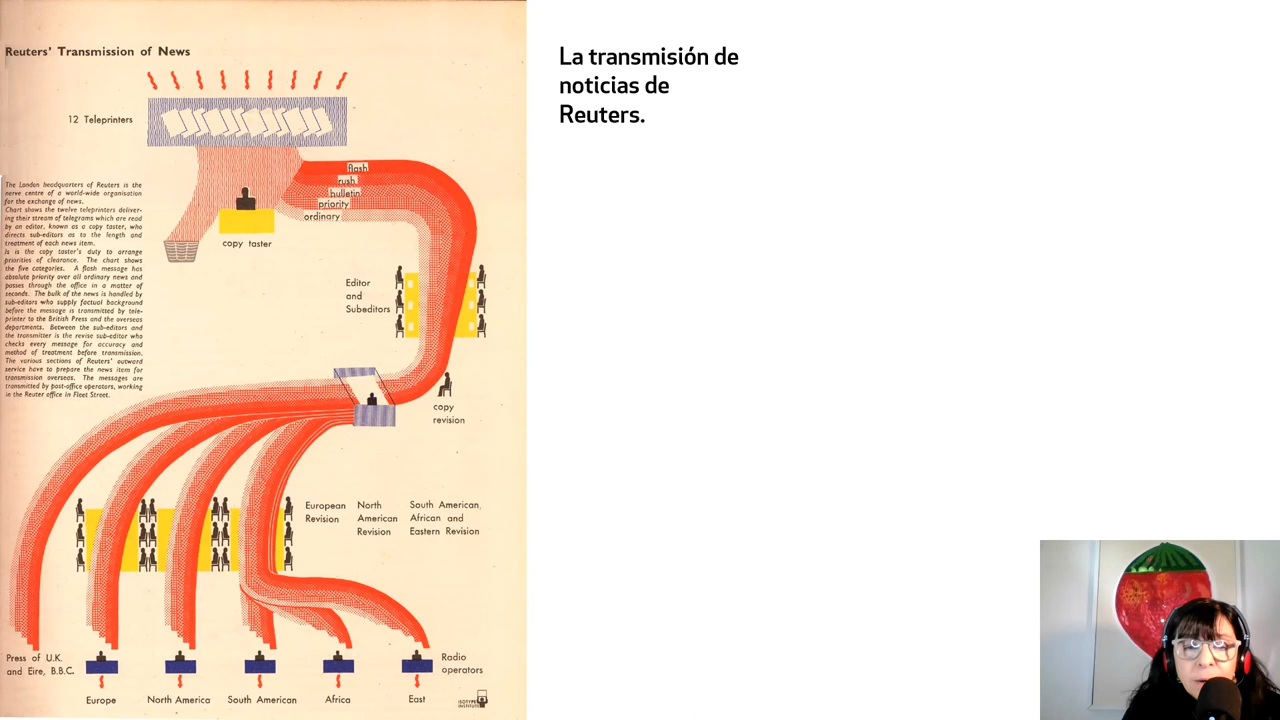 Reuters' Transmission of News
12 Teleprinters
flash
rush
bulletin
priority
ordinary
copy taster
The London headquarters of Reuters is the
nerve centre of a world-wide organisation
for the exchange of news.
Chart shows the twelve teleprinters deliver-
ing their stream of telegrams which are read
by an editor, known as a copy taster, who
directs sub-editors as to the length and
treatment of each news item.
Is is the copy taster's duty to arrange
priorities of clearance. The chart shows
the five categories. A flash message has
absolute priority over all ordinary news and
passes through the office in a matter of
seconds. The bulk of the news is handled by
sub-editors who supply factual background
before the message is transmitted by tele-
printer to the British Press and the overseas
departments. Between the sub-editors and
the transmitter is the revise sub-editor who
checks every message for accuracy and
method of treatment before transmission.
The various sections of Reuters' outward
service have to prepare the news item for
transmission overseas. The messages are
transmitted by post-office operators, working
in the Reuter office in Fleet Street.
Editor
and
Subeditors
copy
revision
European
Revision
North
American
Revision
South American,
African and
Eastern Revision
Press of U.K.
and Eire, B.B.C.
Radio
operators
Europe
North America
South American
Africa
East
ISOTYPE
INSTITUTE
La transmisión de
noticias de
Reuters.